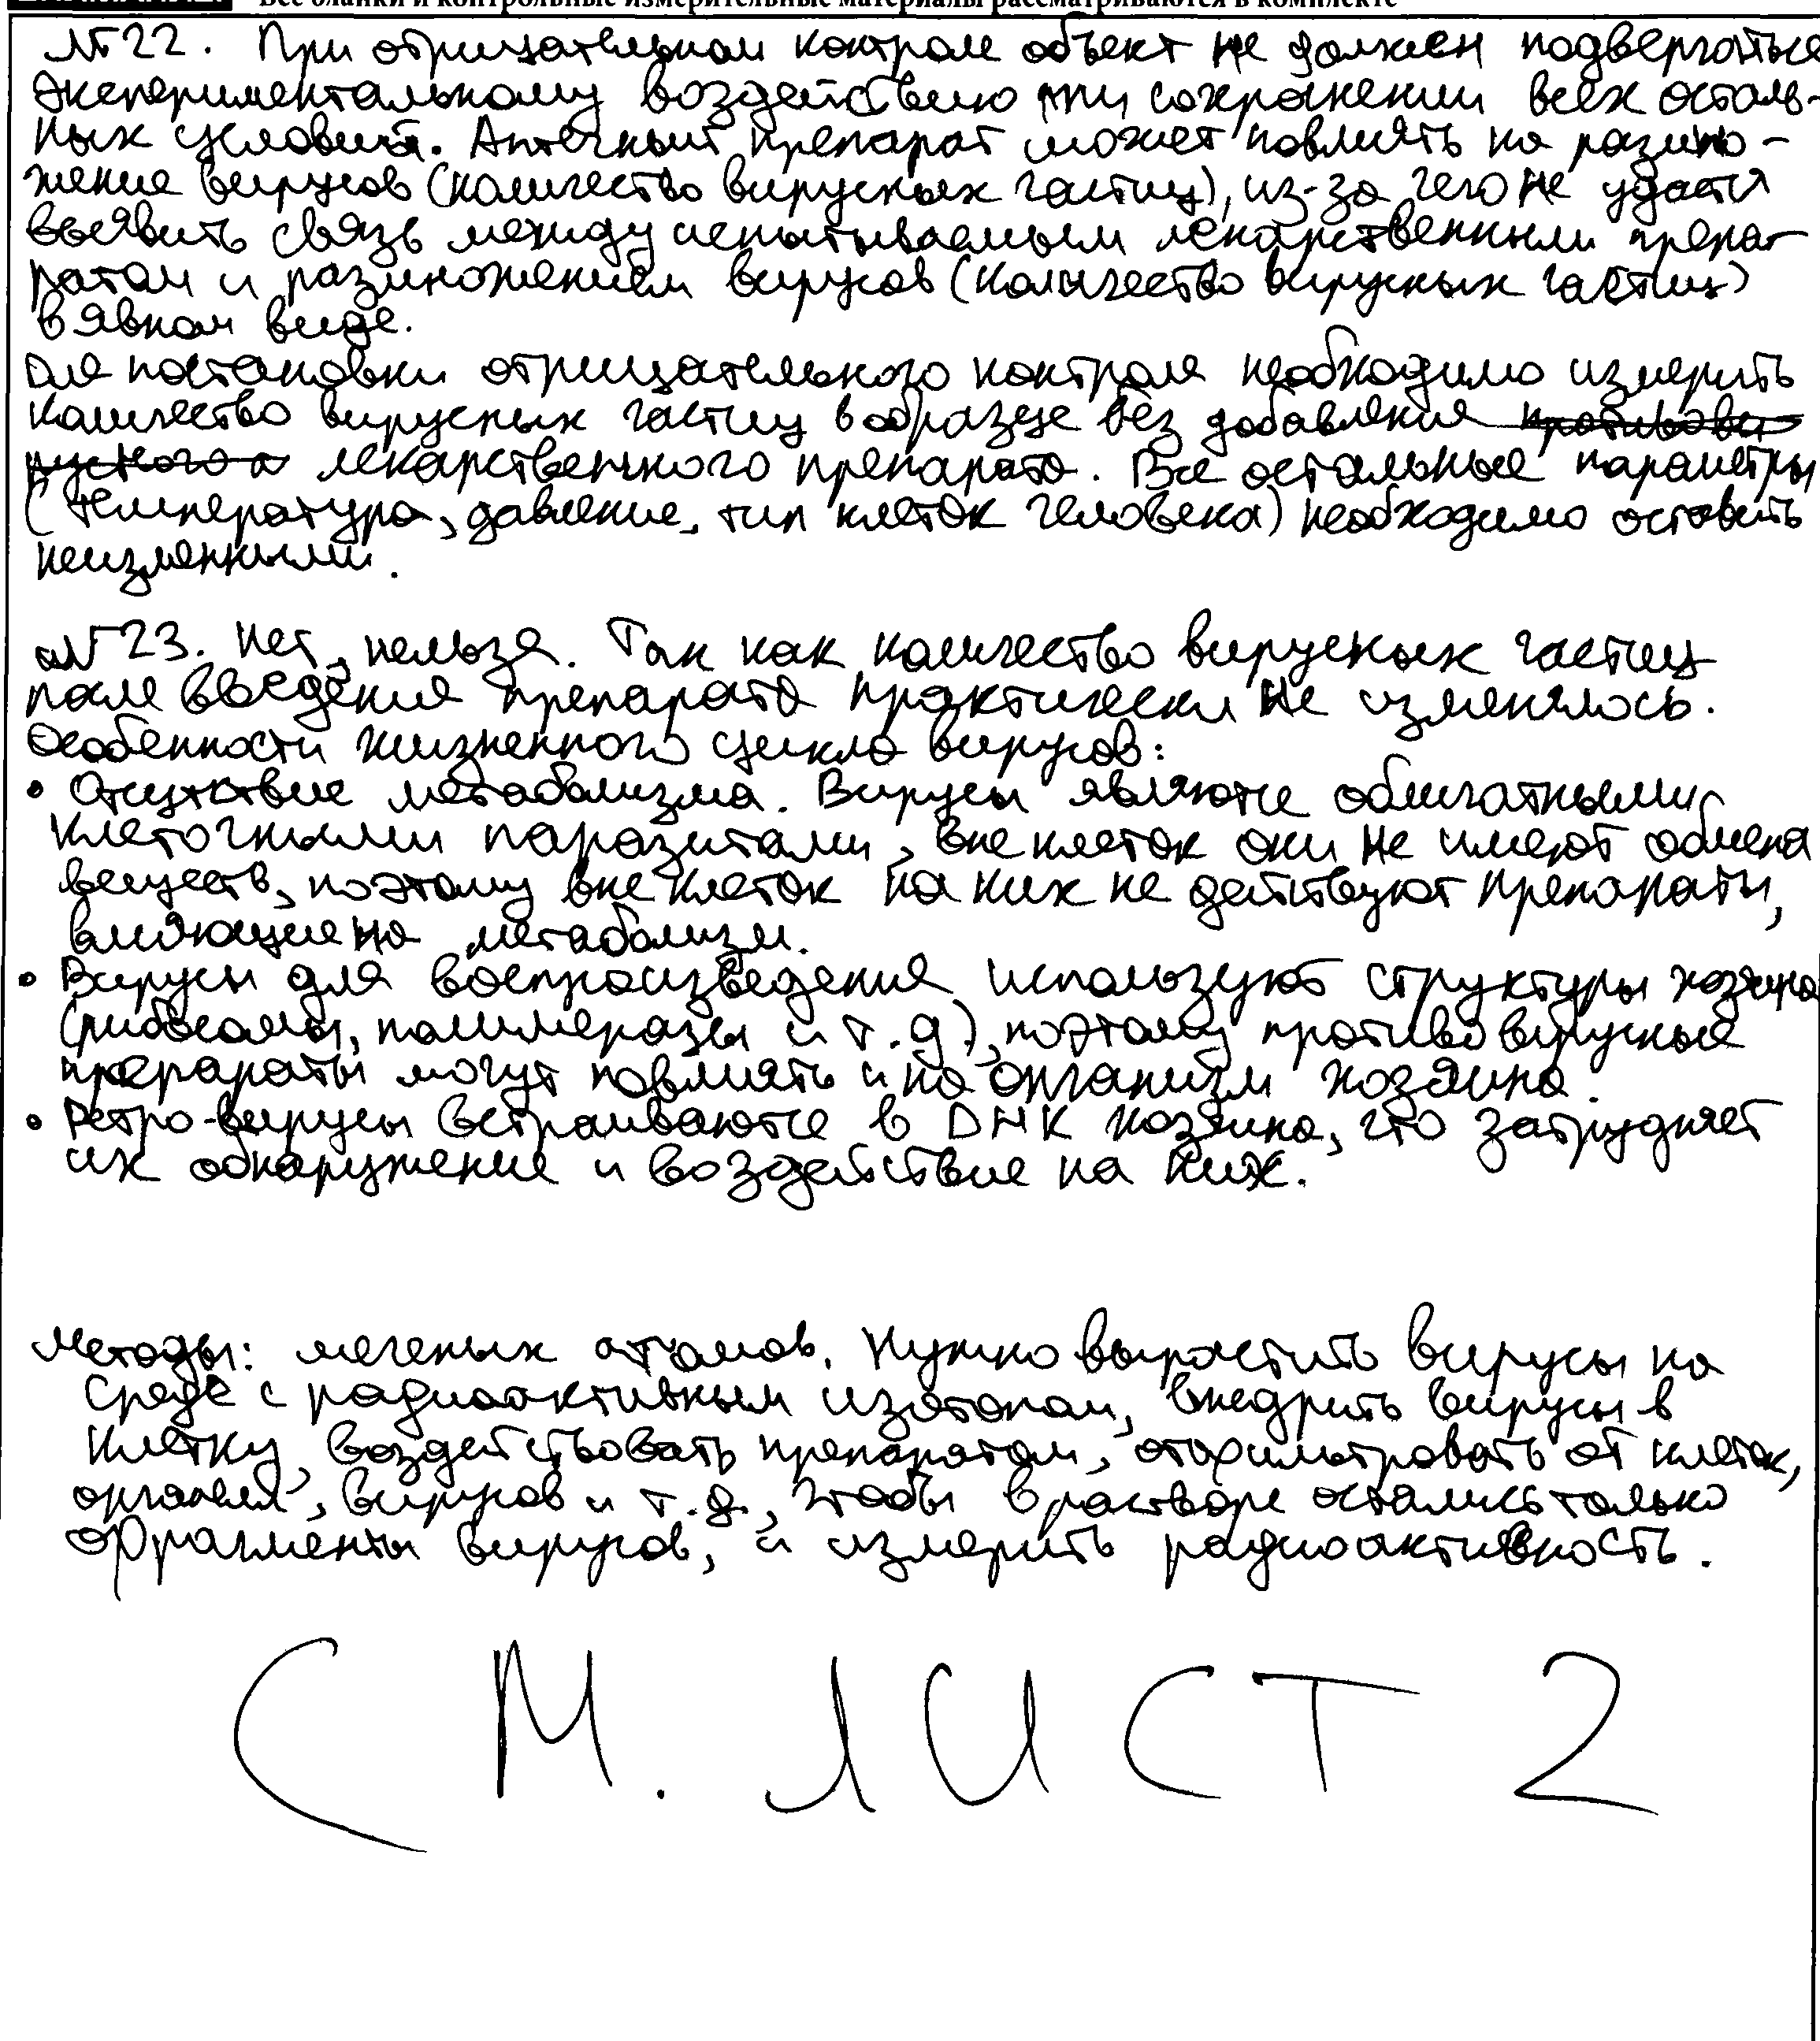 Все бланки и контрольные измерительные материалы рассматриваются в комплекте
№22. При отрицательном контроле объект не должен подвергаться
экспериментальному воздействию при сохранении всех осталь-
ных условий. Аптечный препарат может повлиять на размно-
жение вирусов (количество вирусных частиц), из-за чего не удастся
выявить связь между испытываемым лекарственным препа-
ратом и размножением вирусов (количество вирусных частиц)
в явном виде.
Для постановки отрицательного контроля необходимо измерить
количество вирусных частиц в образце без добавления
лекарственного препарата. Все остальные параметры
(температура, давление, тип клеток человека) необходимо оставить
неизменными.
№23. Нет, нельзя. Так как количество вирусных частиц
после введения препарата практически не изменялось.
Особенности жизненного цикла вирусов:
• Отсутствие метаболизма. Вирусы являются облигатными
клеточными паразитами, вне клеток они не имеют обмена
веществ, поэтому вне клеток на них не действуют препараты,
влияющие на метаболизм.
• Вирусы для воспроизведения используют структуры хозяина
(рибосомы, полимеразы и т.д), поэтому противовирусные
препараты могут повлиять и на организм хозяина.
• Ретро-вирусы встраиваются в ДНК хозяина, что затрудняет
их обнаружение и воздействие на них.
Методы: меченых атомов. Нужно вырастить вирусы на
среде с радиоактивным изотопом, внедрить вирусы в
клетку, воздействовать препаратом, отфильтровать от клеток,
органелл, вирусов и т.д., чтобы в растворе остались только
фрагменты вирусов, и измерить радиоактивность.
СМ. ЛИСТ 2